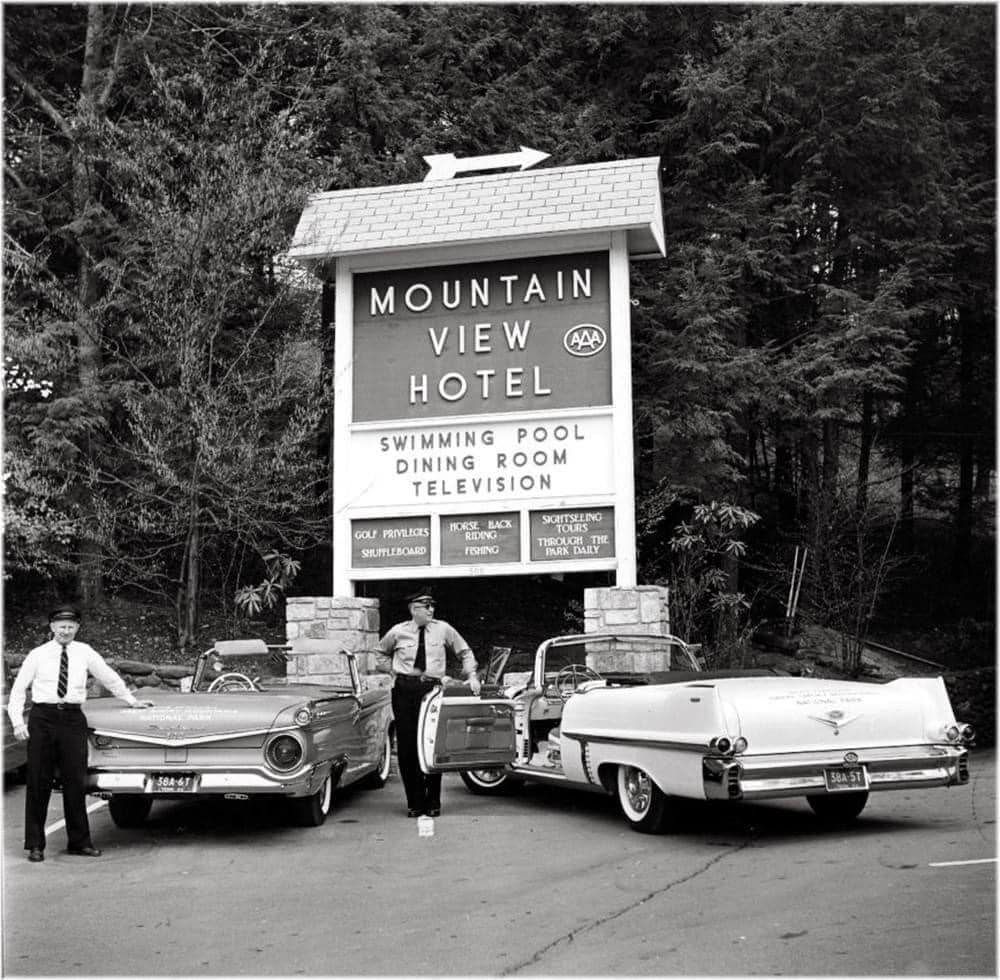 MOUNTAIN
VIEW
AAA
HOTEL
SWIMMING POOL
DINING ROOM
TELEVISION
GOLF PRIVILEGES
SHUFFLEBOARD
HORSE BACK
RIDING
FISHING
SIGHTSEEING
TOURS
THROUGH THE
PARK DAILY
NATIONAL PARK
38A·6T
NATIONAL PARK
38A·5T